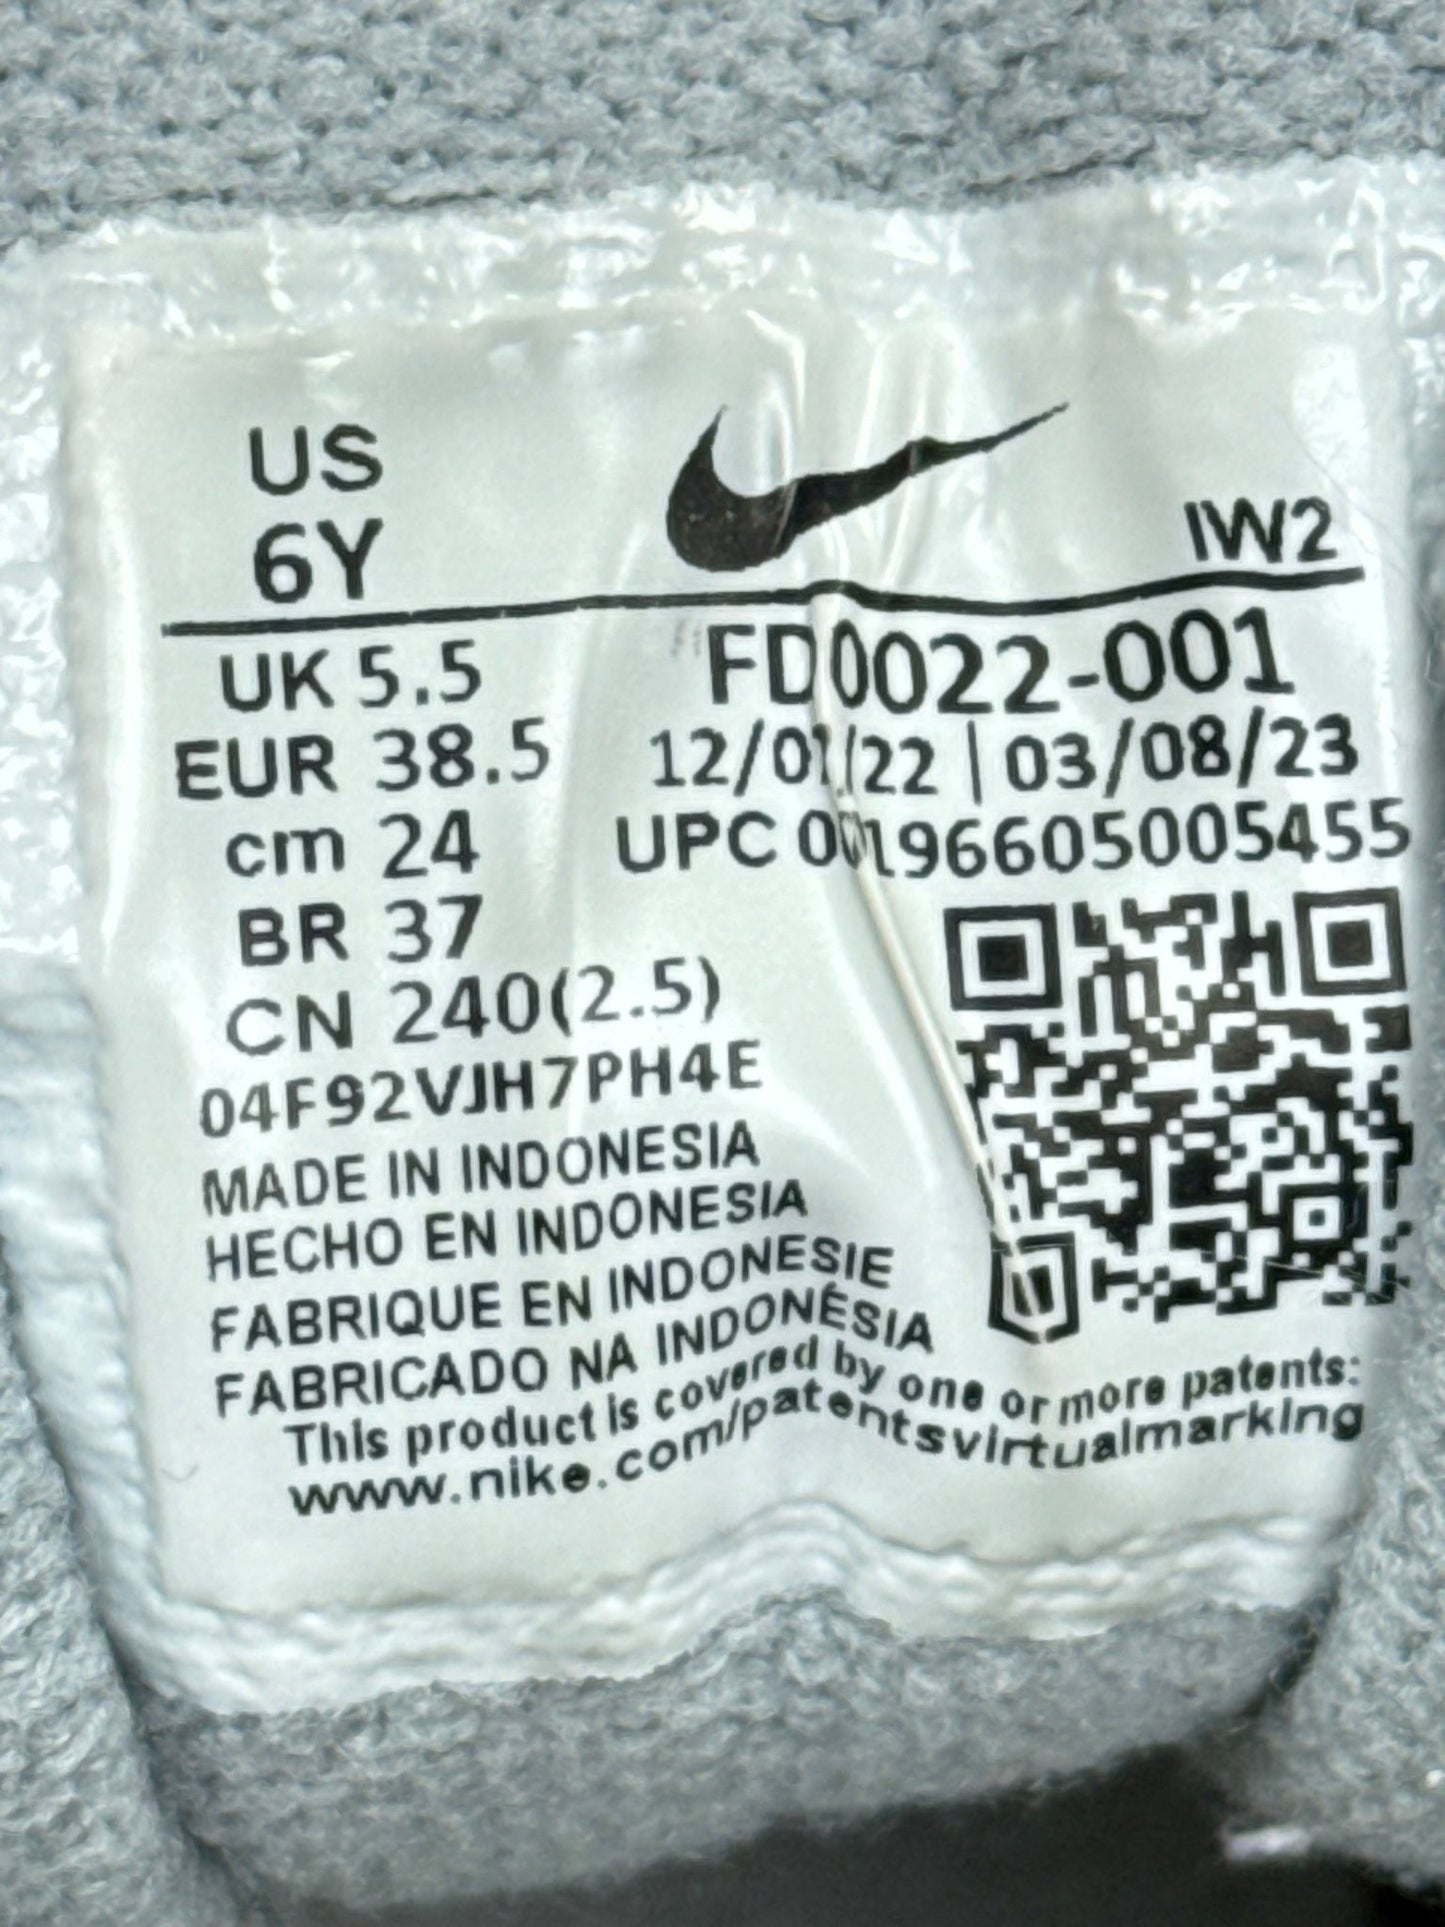 US
6Y
IW2
UK 5.5
FD0022-001
EUR 38.5
12/01/22 | 03/08/23
cm 24
UPC 00196605005455
BR 37
CN 240(2.5)
04F92VJH7PH4E
MADE IN INDONESIA
HECHO EN INDONESIA
FABRIQUE EN INDONESIE
FABRICADO NA INDONÉSIA
This product is covered by one or more patents:
www.nike.com/patentsvirtualmarking